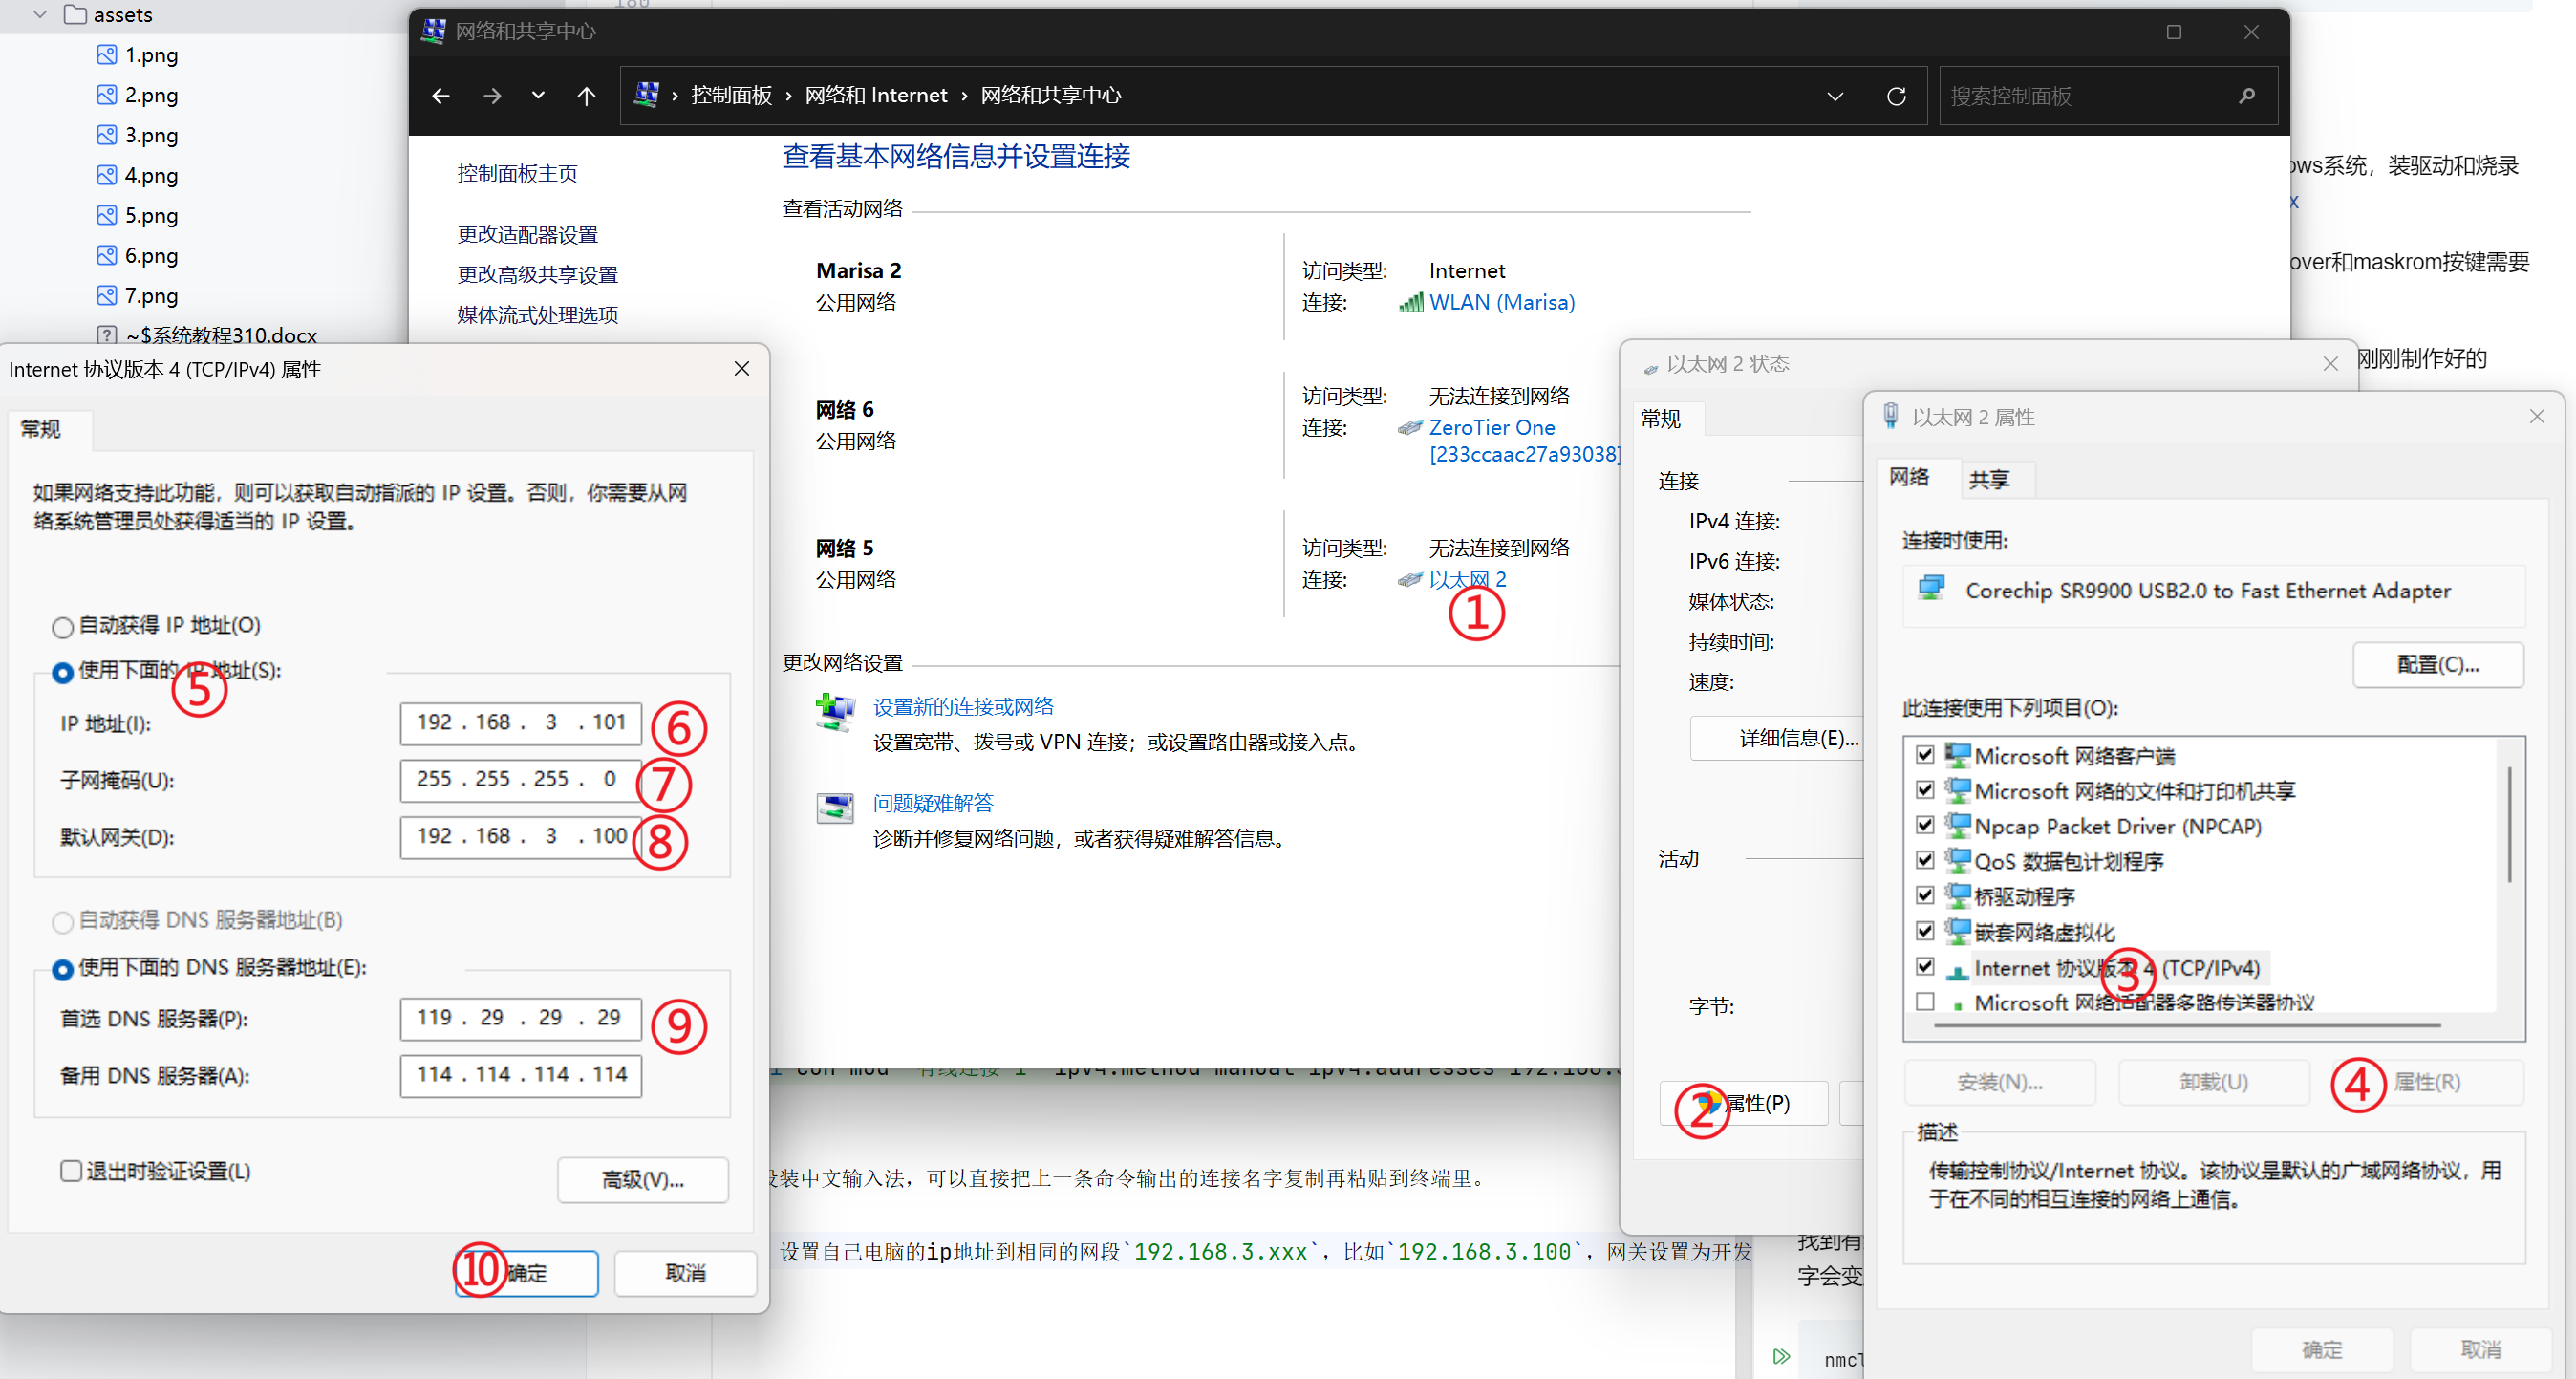 assets
1.png
2.png
3.png
4.png
5.png
6.png
7.png
~$系统教程310.docx
网络和共享中心
控制面板 › 网络和 Internet › 网络和共享中心
搜索控制面板
控制面板主页
更改适配器设置
更改高级共享设置
媒体流式处理选项
查看基本网络信息并设置连接
查看活动网络
Marisa 2
公用网络
访问类型: Internet
连接: WLAN (Marisa)
网络 6
公用网络
访问类型: 无法连接到网络
连接: ZeroTier One
[233ccaac27a93038]
网络 5
公用网络
访问类型: 无法连接到网络
连接: 以太网 2
①
更改网络设置
设置新的连接或网络
设置宽带、拨号或 VPN 连接；或设置路由器或接入点。
问题疑难解答
诊断并修复网络问题，或者获得疑难解答信息。
ows系统，装驱动和烧录
x
over和maskrom按键需要
刚刚制作好的
Internet 协议版本 4 (TCP/IPv4) 属性
常规
如果网络支持此功能，则可以获取自动指派的 IP 设置。否则，你需要从网
络系统管理员处获得适当的 IP 设置。
自动获得 IP 地址(O)
使用下面的 IP 地址(S):
⑤
IP 地址(I): 192 . 168 . 3 . 101 ⑥
子网掩码(U): 255 . 255 . 255 . 0 ⑦
默认网关(D): 192 . 168 . 3 . 100 ⑧
自动获得 DNS 服务器地址(B)
使用下面的 DNS 服务器地址(E):
首选 DNS 服务器(P): 119 . 29 . 29 . 29 ⑨
备用 DNS 服务器(A): 114 . 114 . 114 . 114
退出时验证设置(L)
高级(V)...
⑩ 确定 取消
以太网 2 状态
常规
连接
IPv4 连接:
IPv6 连接:
媒体状态:
持续时间:
速度:
详细信息(E)...
活动
字节:
② 属性(P)
以太网 2 属性
网络 共享
连接时使用:
Corechip SR9900 USB2.0 to Fast Ethernet Adapter
配置(C)...
此连接使用下列项目(O):
Microsoft 网络客户端
Microsoft 网络的文件和打印机共享
Npcap Packet Driver (NPCAP)
QoS 数据包计划程序
桥驱动程序
嵌套网络虚拟化
Internet 协议版本 4 (TCP/IPv4)
③
Microsoft 网络适配器多路传送器协议
安装(N)... 卸载(U) ④ 属性(R)
描述
传输控制协议/Internet 协议。该协议是默认的广域网络协议，用
于在不同的相互连接的网络上通信。
确定 取消
con mod "有线连接 1" ipv4.method manual ipv4.addresses 192.168.
装中文输入法，可以直接把上一条命令输出的连接名字复制再粘贴到终端里。
设置自己电脑的ip地址到相同的网段`192.168.3.xxx`，比如`192.168.3.100`，网关设置为开发
找到有
字会变
nmcl